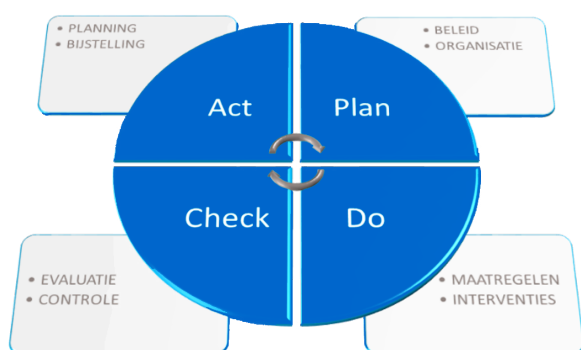 • PLANNING
• BIJSTELLING
• BELEID
• ORGANISATIE
Act
Plan
Check
Do
• EVALUATIE
• CONTROLE
• MAATREGELEN
• INTERVENTIES